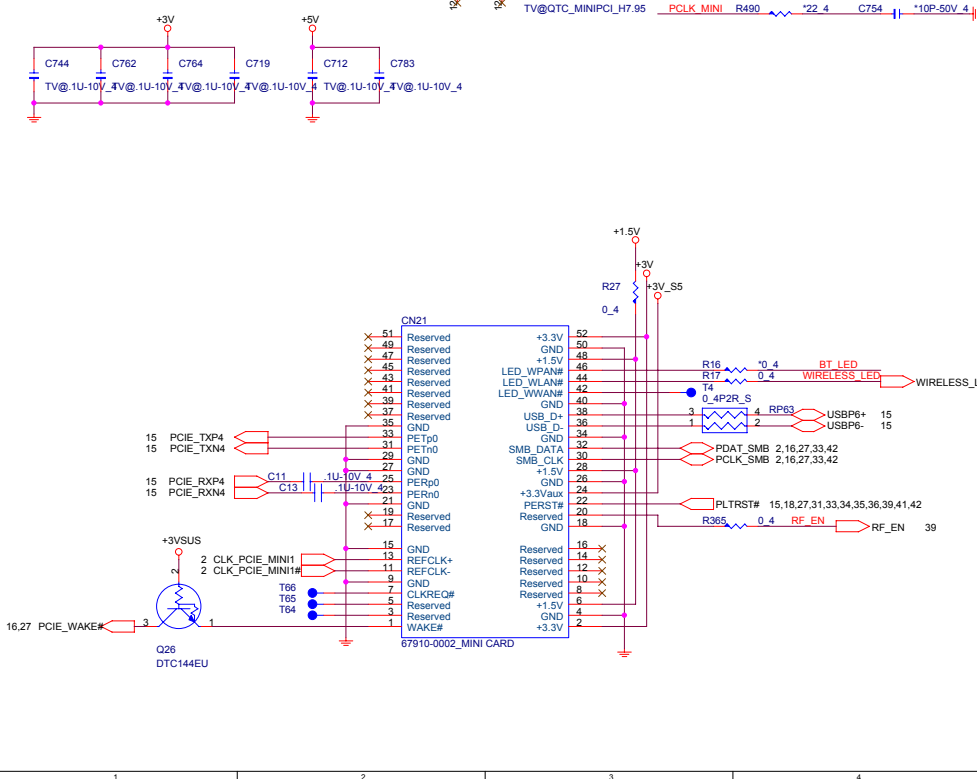 TV@QTC_MINIPCI_H7.95 PCLK_MINI R490 *22_4 C754 *10P-50V_4
+3V +5V
C744 C762 C764 C719 C712 C783
TV@.1U-10V_4 TV@.1U-10V_4 TV@.1U-10V_4 TV@.1U-10V_4 TV@.1U-10V_4 TV@.1U-10V_4
+1.5V
+3V
R27 +3V_S5
0_4
CN21
51 Reserved +3.3V 52
49 Reserved GND 50
47 Reserved +1.5V 48
45 Reserved LED_WPAN# 46 R16 *0_4 BT_LED
43 Reserved LED_WLAN# 44 R17 0_4 WIRELESS_LED WIRELESS_L
41 Reserved LED_WWAN# 42 T4
39 Reserved GND 40 0_4P2R_S
37 Reserved USB_D+ 38 3 4 RP63 USBP6+ 15
35 GND USB_D- 36 1 2 USBP6- 15
15 PCIE_TXP4 33 PETp0 GND 34
15 PCIE_TXN4 31 PETn0 SMB_DATA 32 PDAT_SMB 2,16,27,33,42
29 GND SMB_CLK 30 PCLK_SMB 2,16,27,33,42
27 GND +1.5V 28
15 PCIE_RXP4 C11 .1U-10V_4 25 PERp0 GND 26
15 PCIE_RXN4 C13 .1U-10V_4 23 PERn0 +3.3Vaux 24
21 GND PERST# 22 PLTRST# 15,18,27,31,33,34,35,36,39,41,42
19 Reserved Reserved 20
17 Reserved GND 18 R365 0_4 RF_EN RF_EN 39
+3VSUS
15 GND Reserved 16
2 CLK_PCIE_MINI1 13 REFCLK+ Reserved 14
2 CLK_PCIE_MINI1# 11 REFCLK- Reserved 12
2 9 GND Reserved 10
T66 7 CLKREQ# Reserved 8
T65 5 Reserved +1.5V 6
T64 3 Reserved GND 4
16,27 PCIE_WAKE# 3 1 1 WAKE# +3.3V 2
67910-0002_MINI CARD
Q26
DTC144EU
1 2 3 4